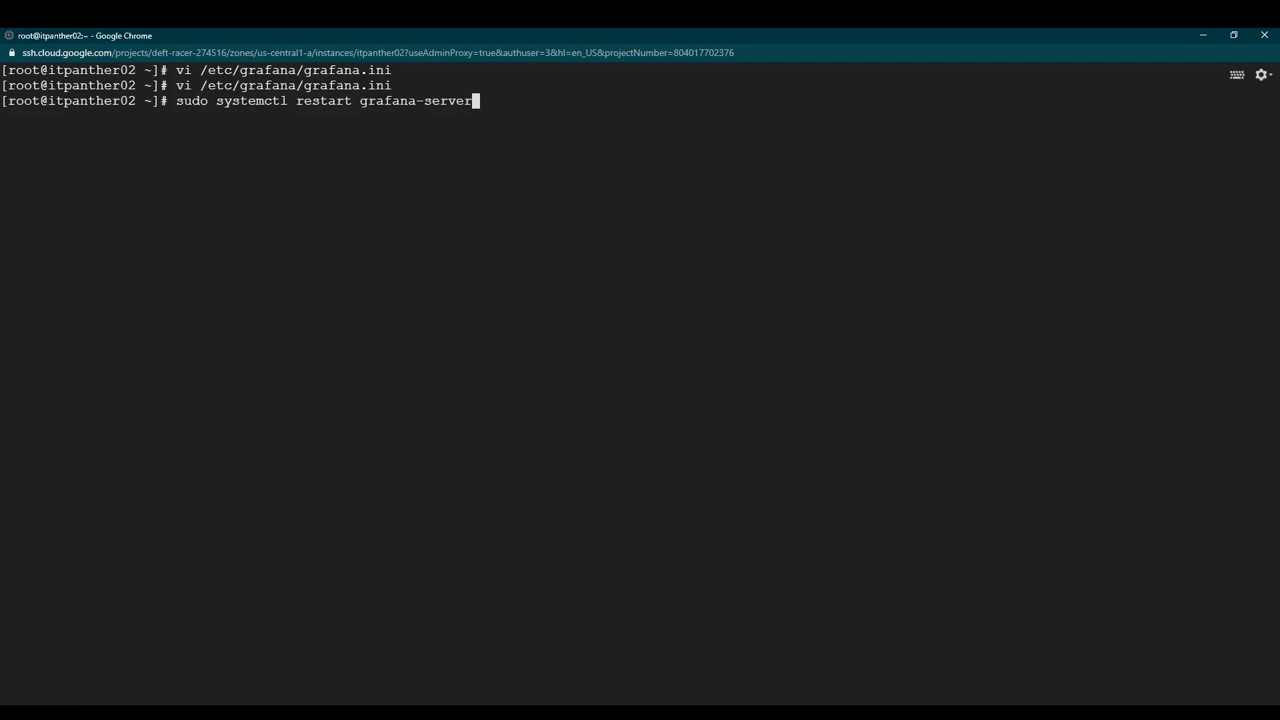 root@itpanther02:~ - Google Chrome
ssh.cloud.google.com/projects/deft-racer-274516/zones/us-central1-a/instances/itpanther02?useAdminProxy=true&authuser=3&hl=en_US&projectNumber=804017702376
[root@itpanther02 ~]# vi /etc/grafana/grafana.ini
[root@itpanther02 ~]# vi /etc/grafana/grafana.ini
[root@itpanther02 ~]# sudo systemctl restart grafana-server